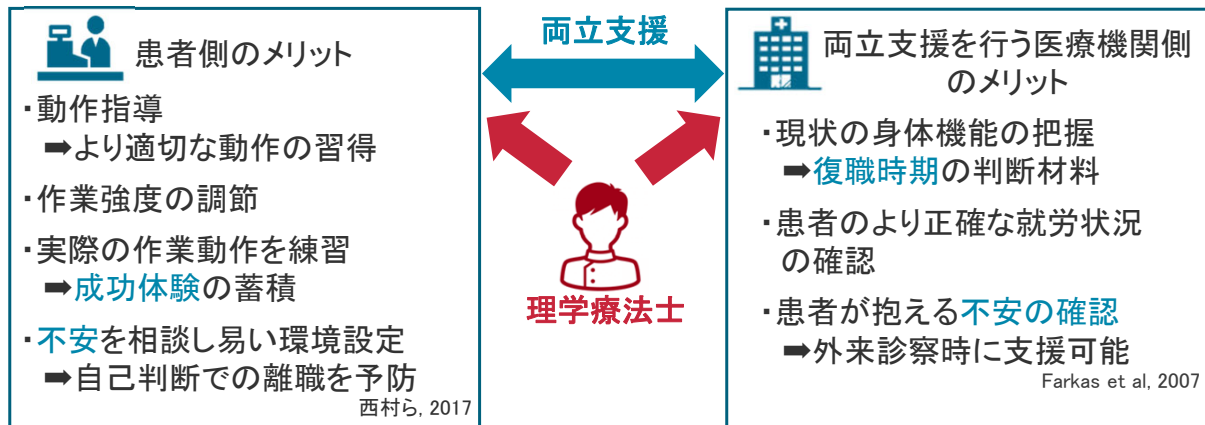 患者側のメリット
・動作指導
➡より適切な動作の習得
・作業強度の調節
・実際の作業動作を練習
➡成功体験の蓄積
・不安を相談し易い環境設定
➡自己判断での離職を予防
西村ら, 2017
両立支援
理学療法士
両立支援を行う医療機関側
のメリット
・現状の身体機能の把握
➡復職時期の判断材料
・患者のより正確な就労状況
の確認
・患者が抱える不安の確認
➡外来診察時に支援可能
Farkas et al, 2007